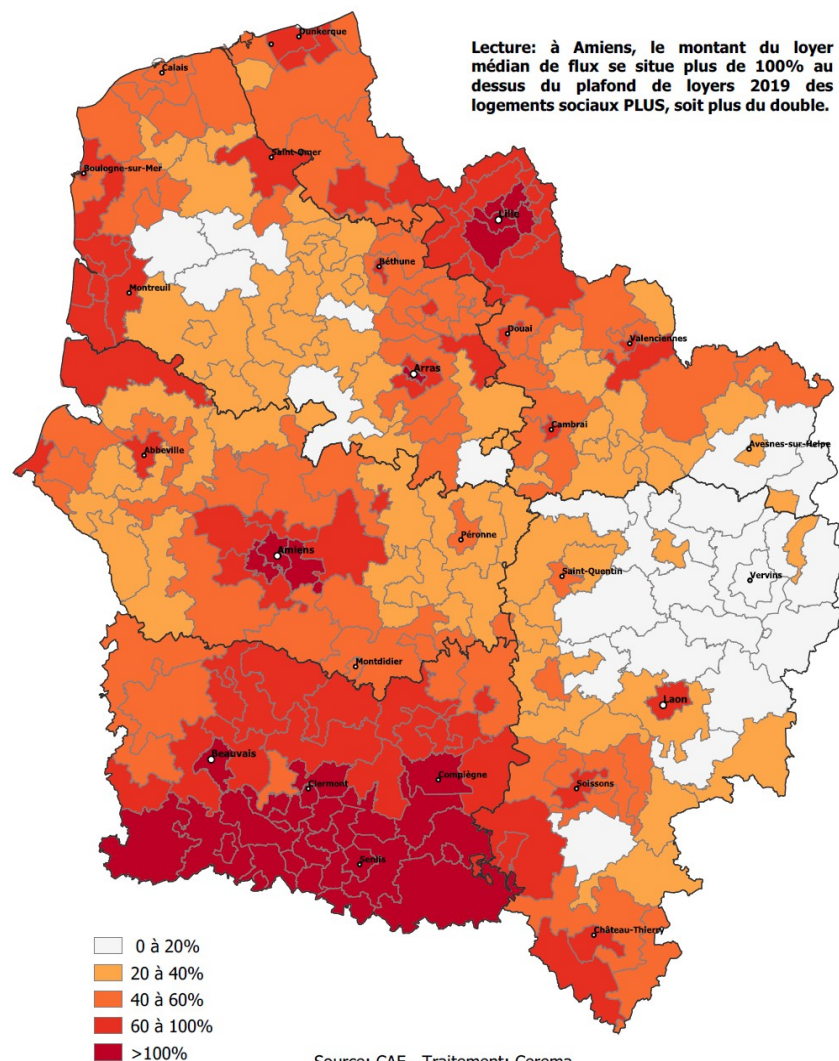 Lecture: à Amiens, le montant du loyer
médian de flux se situe plus de 100% au
dessus du plafond de loyers 2019 des
logements sociaux PLUS, soit plus du double.
Dunkerque
Calais
Saint-Omer
Boulogne-sur-Mer
Lille
Béthune
Montreuil
Douai
Valenciennes
Arras
Cambrai
Avesnes-sur-Helpe
Abbeville
Péronne
Amiens
Saint-Quentin
Vervins
Montdidier
Laon
Beauvais
Compiègne
Clermont
Soissons
Senlis
Château-Thierry
0 à 20%
20 à 40%
40 à 60%
60 à 100%
>100%
Source: CAF - Traitement: Cerema